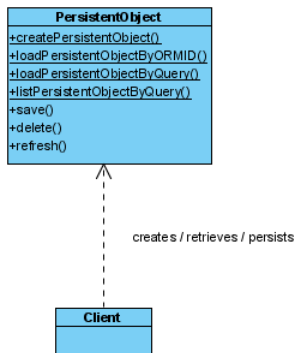 PersistentObject
+createPersistentObject()
+loadPersistentObjectByORMID()
+loadPersistentObjectByQuery()
+listPersistentObjectByQuery()
+save()
+delete()
+refresh()
creates / retrieves / persists
Client